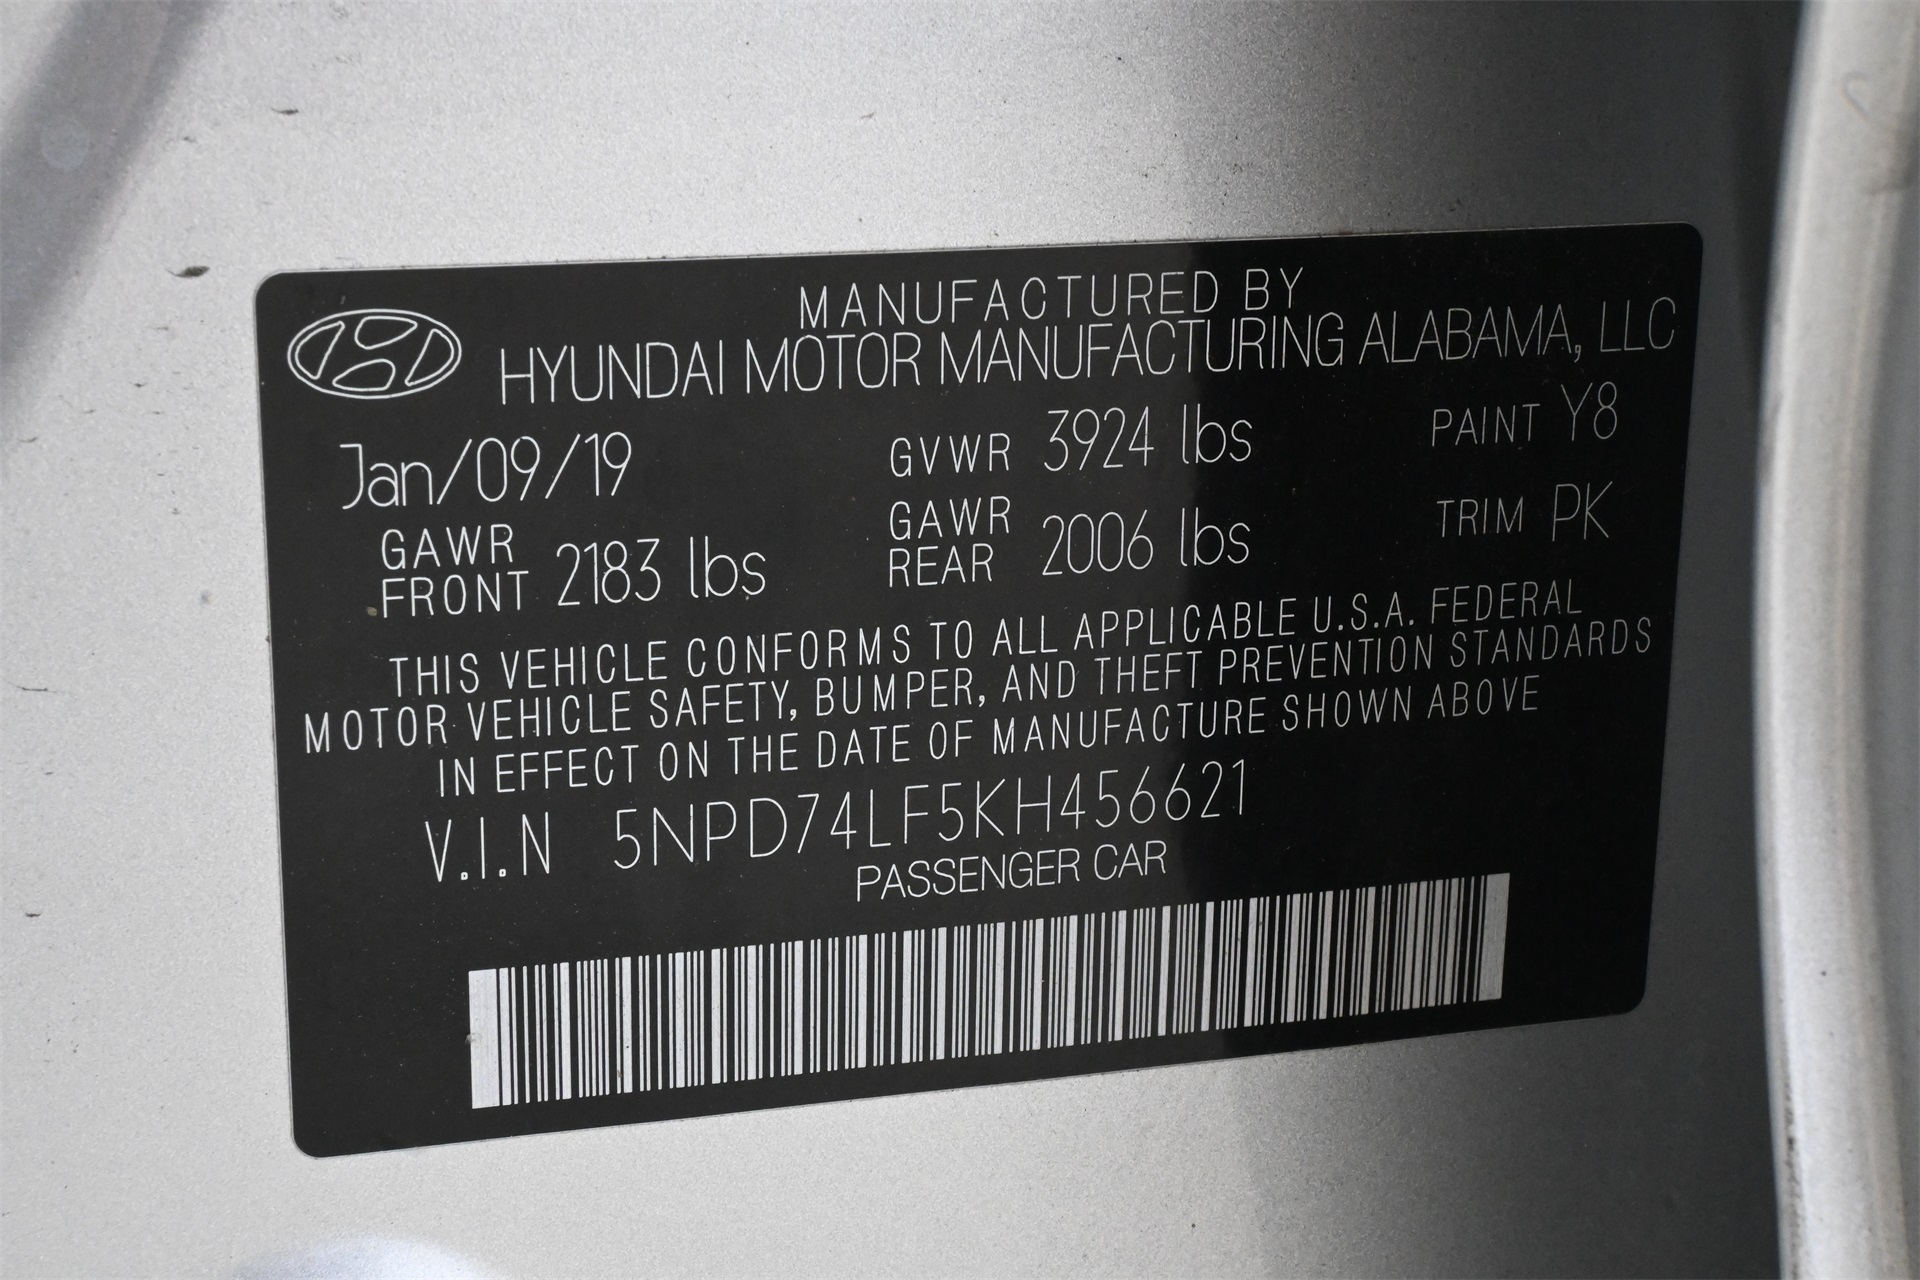 MANUFACTURED BY
HYUNDAI MOTOR MANUFACTURING ALABAMA, LLC
Jan/09/19 GVWR 3924 lbs PAINT Y8
GAWR FRONT 2183 lbs GAWR REAR 2006 lbs TRIM PK
THIS VEHICLE CONFORMS TO ALL APPLICABLE U.S.A. FEDERAL
MOTOR VEHICLE SAFETY, BUMPER, AND THEFT PREVENTION STANDARDS
IN EFFECT ON THE DATE OF MANUFACTURE SHOWN ABOVE
V.I.N 5NPD74LF5KH456621
PASSENGER CAR